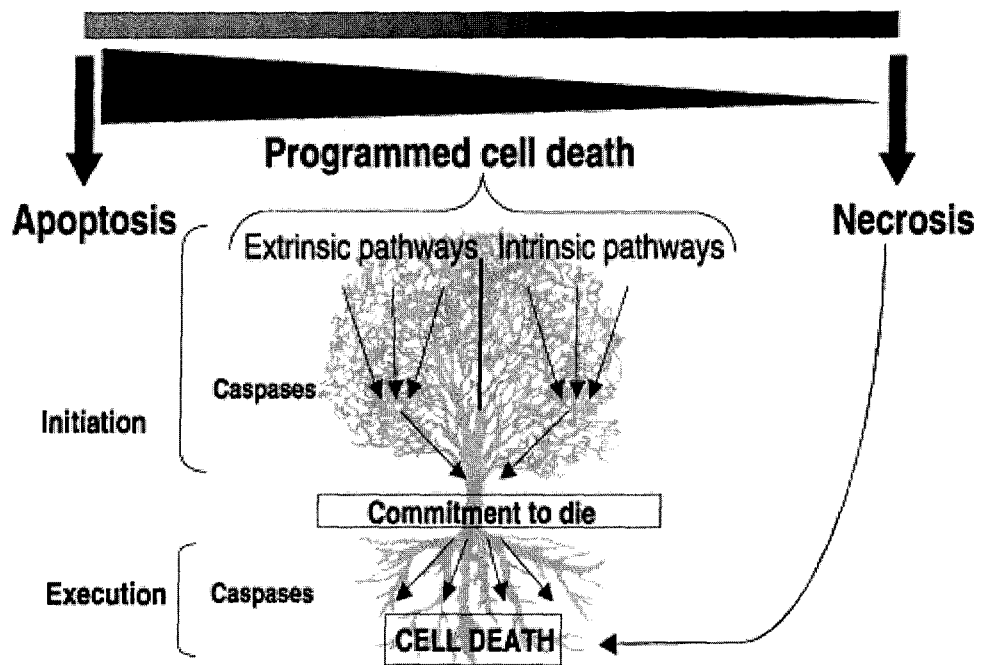 Programmed cell death
Apoptosis
Necrosis
Extrinsic pathways
Intrinsic pathways
Caspases
Initiation
Commitment to die
Execution
Caspases
CELL DEATH